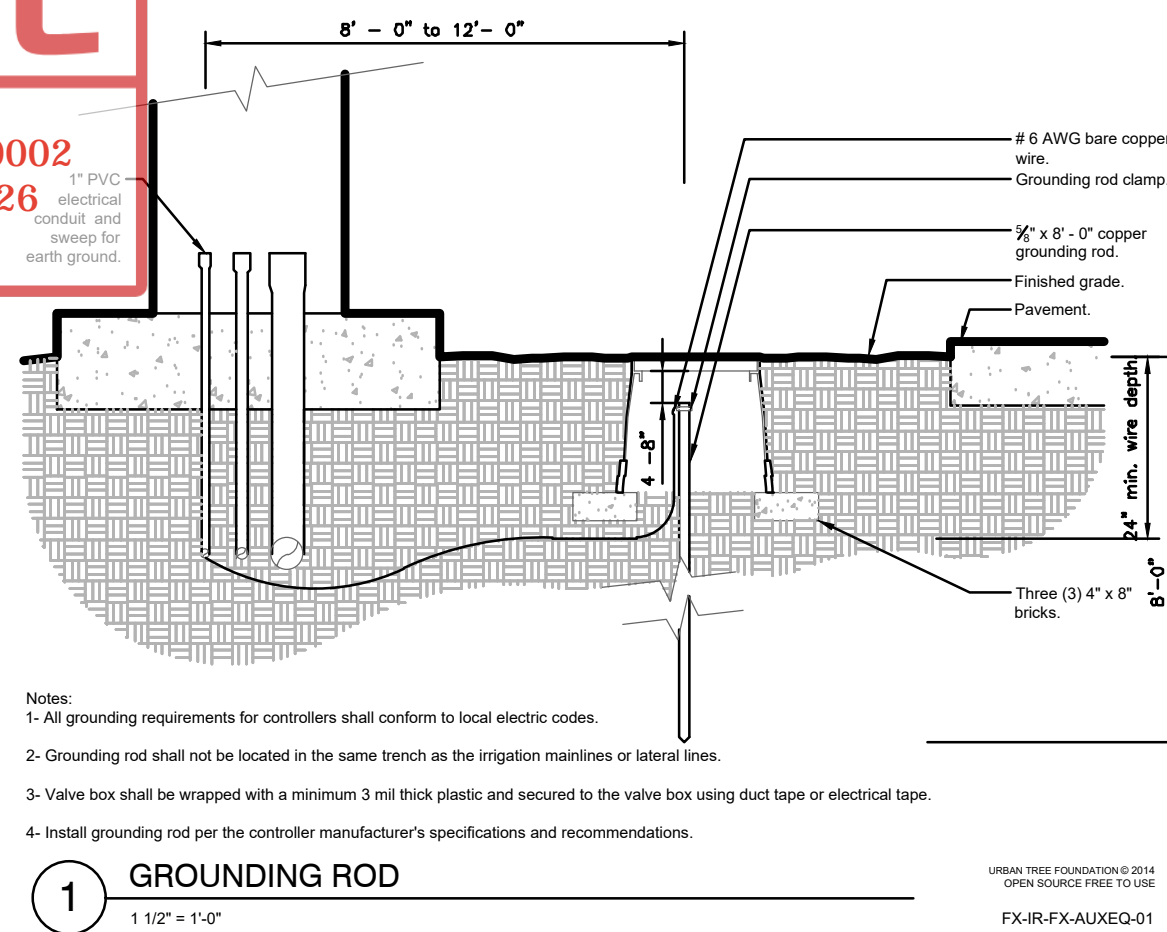 8' - 0" to 12'- 0"
0002
26
1" PVC
electrical
conduit and
sweep for
earth ground.
# 6 AWG bare copper
wire.
Grounding rod clamp.
5/8" x 8' - 0" copper
grounding rod.
Finished grade.
Pavement.
4 -8"
24" min. wire depth.
8'-0"
Three (3) 4" x 8"
bricks.
Notes:
1- All grounding requirements for controllers shall conform to local electric codes.
2- Grounding rod shall not be located in the same trench as the irrigation mainlines or lateral lines.
3- Valve box shall be wrapped with a minimum 3 mil thick plastic and secured to the valve box using duct tape or electrical tape.
4- Install grounding rod per the controller manufacturer's specifications and recommendations.
1
GROUNDING ROD
1 1/2" = 1'-0"
URBAN TREE FOUNDATION © 2014
OPEN SOURCE FREE TO USE
FX-IR-FX-AUXEQ-01